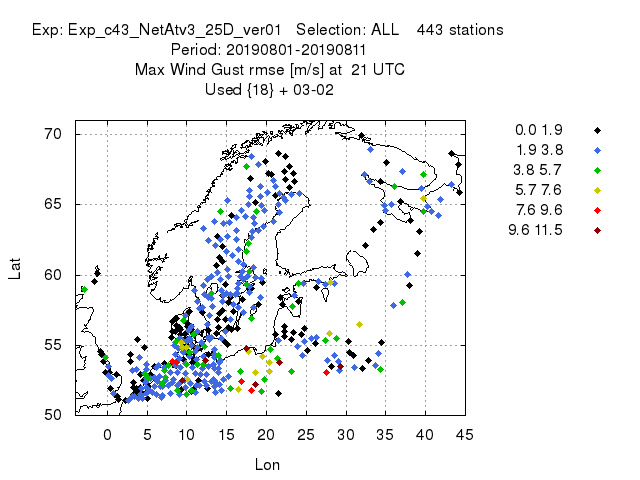 Exp: Exp_c43_NetAtv3_25D_ver01   Selection: ALL    443 stations
Period: 20190801-20190811
Max Wind Gust rmse [m/s] at  21 UTC
Used {18} + 03-02
0.0 1.9
1.9 3.8
3.8 5.7
5.7 7.6
7.6 9.6
9.6 11.5
70
65
60
55
50
Lat
0 5 10 15 20 25 30 35 40 45
Lon